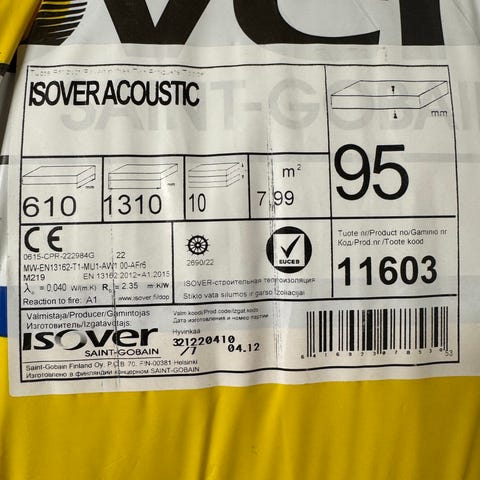 ISOVER ACOUSTIC
SAINT-GOBAIN
mm
mm
mm
m²
610
1310
10
7,99
95
CE
0615-CPR-222984G 22
MW-EN13162-T1-MU1-AW1.00-AFr6
M219 EN 13162:2012+A1:2015
λ 0.040 W/(m·K) R 2.35 m·K/W
Reaction to fire: A1 www.isover.fi/dop
2690/22
EUCEB
ISOVER-строительная теплоизоляция
Stikio vata šilumos ir garso izoliacijai
Tuote nr/Product no/Gaminio nr
Код/Prod.nr /Toote kood
11603
Valmistaja/Producer/Gamintojas
Изготовитель/Izgatavotājs:
isover
SAINT-GOBAIN
Saint-Gobain Finland Oy, P.O.B 70, FIN-00381 Helsinki
Изготовлено в финляндии концерном SAINT-GOBAIN
Valm.koodi/Prod.code/Izgat.kods
Дата изготовления и номер партии
Hyvinkää
321220410
/7 04.12